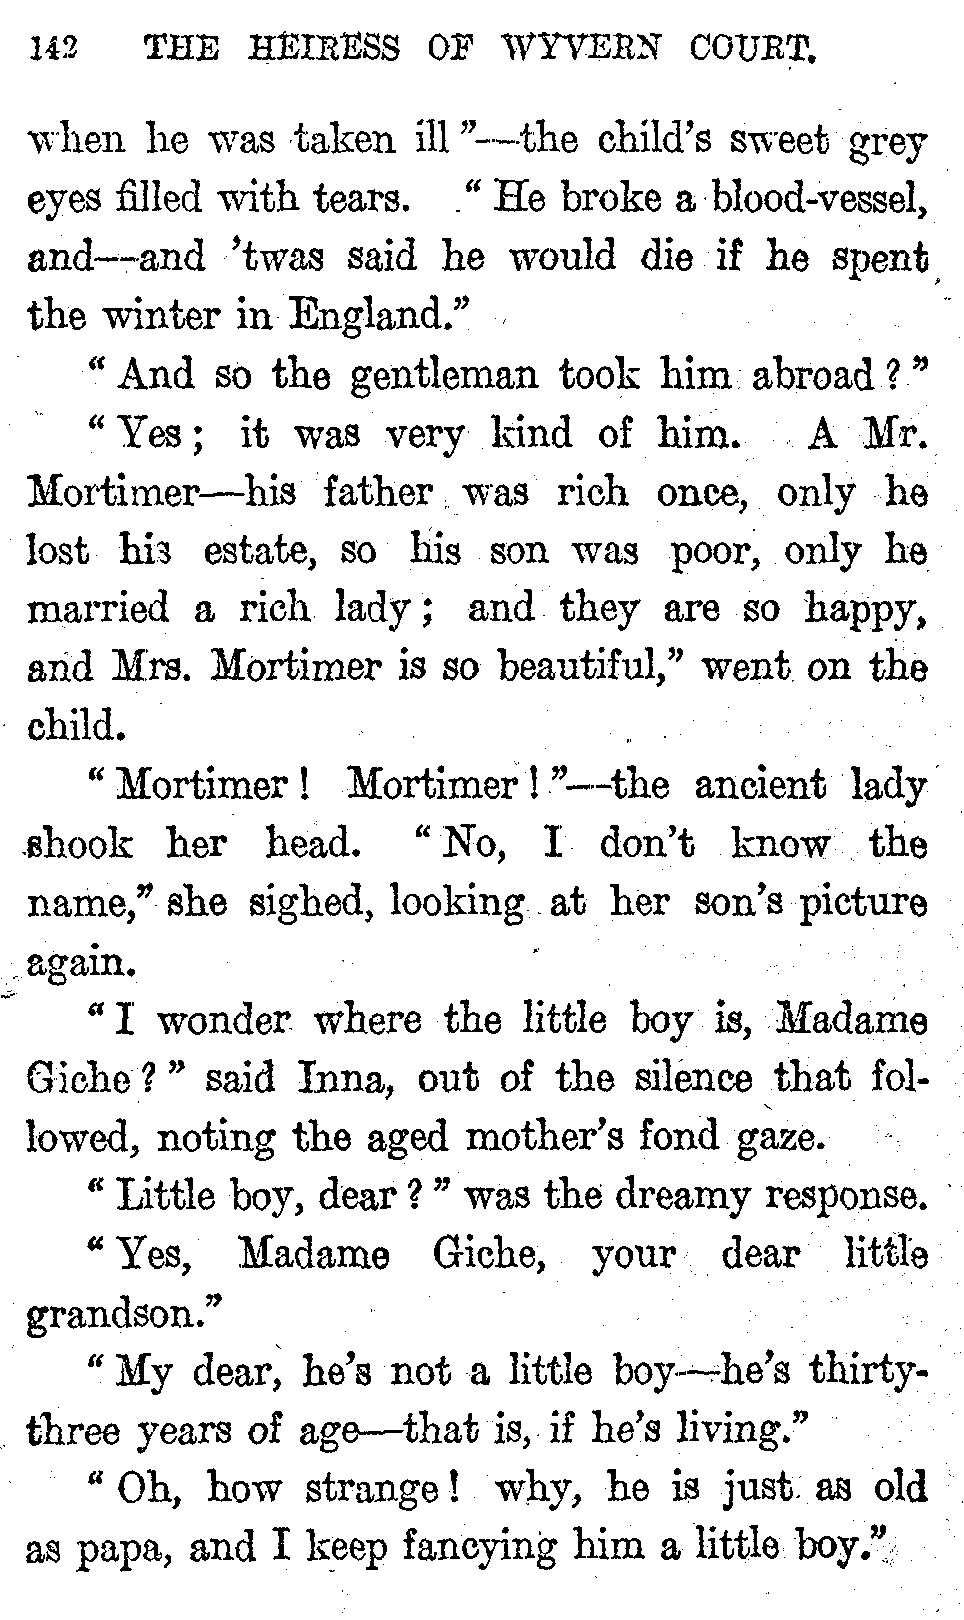 142 THE HEIRESS OF WYVERN COURT.
when he was taken ill”—the child’s sweet grey
eyes filled with tears. “He broke a blood-vessel,
and—and ’twas said he would die if he spent
the winter in England.”
“And so the gentleman took him abroad?”
“Yes; it was very kind of him. A Mr.
Mortimer—his father was rich once, only he
lost his estate, so his son was poor, only he
married a rich lady; and they are so happy,
and Mrs. Mortimer is so beautiful,” went on the
child.
“Mortimer! Mortimer!”—the ancient lady
shook her head. “No, I don’t know the
name,” she sighed, looking at her son’s picture
again.
“I wonder where the little boy is, Madame
Giche?” said Inna, out of the silence that fol-
lowed, noting the aged mother’s fond gaze.
“Little boy, dear?” was the dreamy response.
“Yes, Madame Giche, your dear little
grandson.”
“My dear, he’s not a little boy—he’s thirty-
three years of age—that is, if he’s living.”
“Oh, how strange! why, he is just as old
as papa, and I keep fancying him a little boy.”